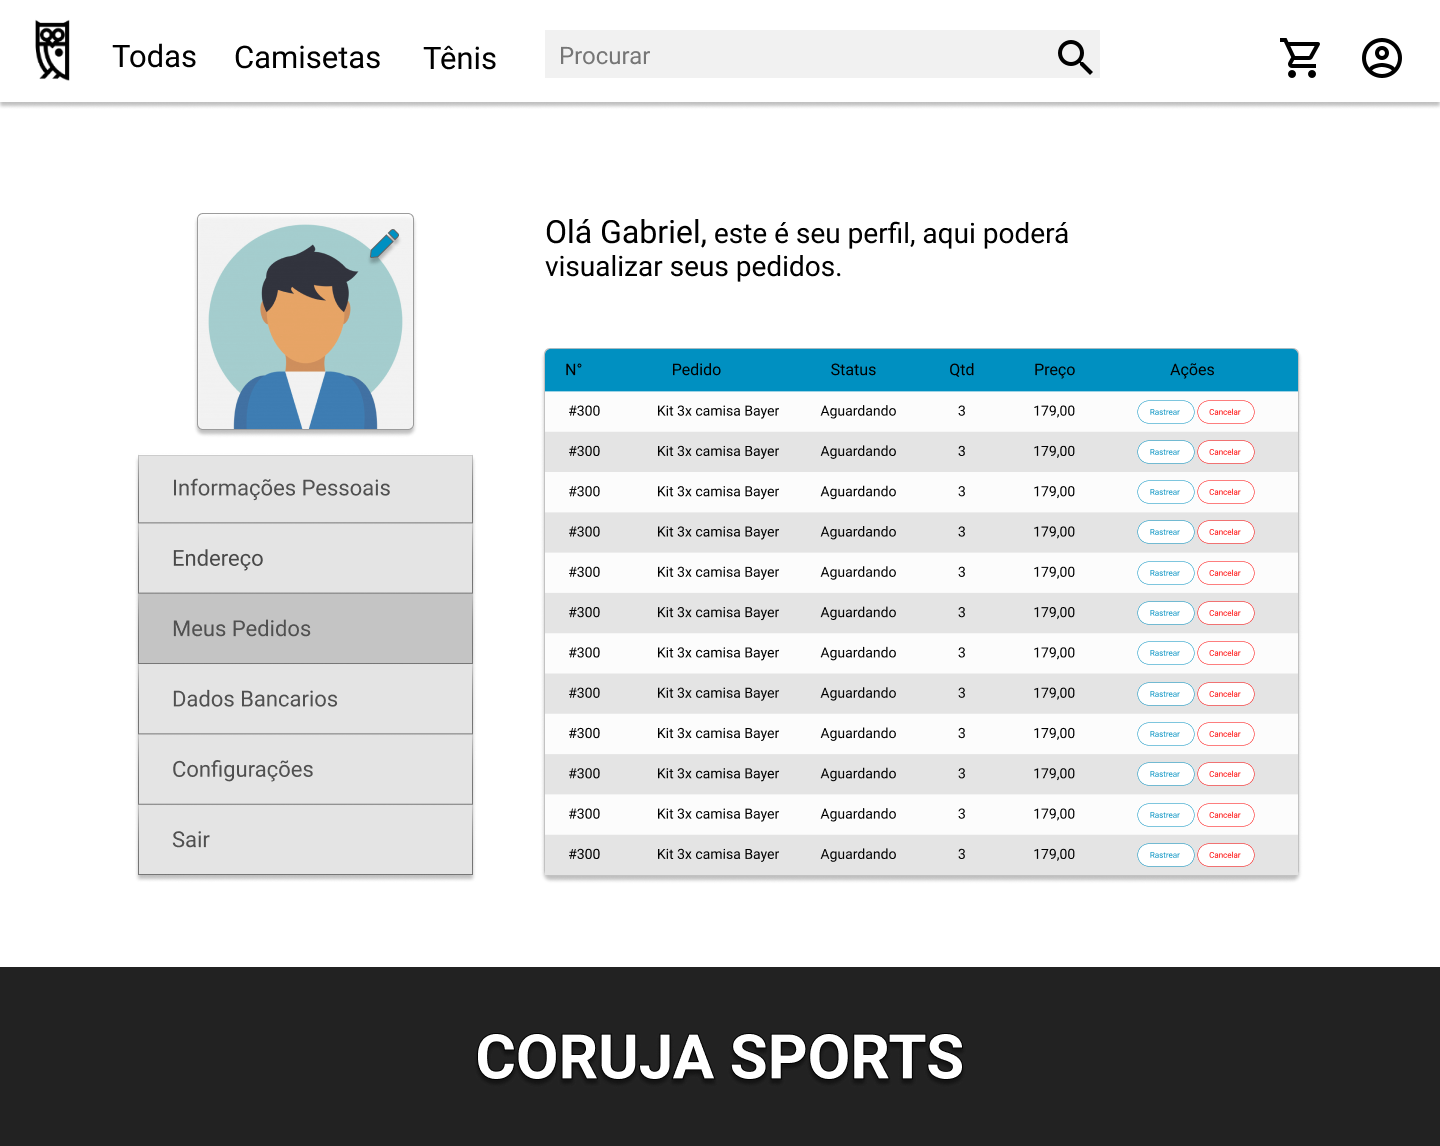 Todas Camisetas Tênis Procurar
Olá Gabriel, este é seu perfil, aqui poderá
visualizar seus pedidos.
Informações Pessoais
Endereço
Meus Pedidos
Dados Bancarios
Configurações
Sair
N° Pedido Status Qtd Preço Ações
#300 Kit 3x camisa Bayer Aguardando 3 179,00 Rastrear Cancelar
#300 Kit 3x camisa Bayer Aguardando 3 179,00 Rastrear Cancelar
#300 Kit 3x camisa Bayer Aguardando 3 179,00 Rastrear Cancelar
#300 Kit 3x camisa Bayer Aguardando 3 179,00 Rastrear Cancelar
#300 Kit 3x camisa Bayer Aguardando 3 179,00 Rastrear Cancelar
#300 Kit 3x camisa Bayer Aguardando 3 179,00 Rastrear Cancelar
#300 Kit 3x camisa Bayer Aguardando 3 179,00 Rastrear Cancelar
#300 Kit 3x camisa Bayer Aguardando 3 179,00 Rastrear Cancelar
#300 Kit 3x camisa Bayer Aguardando 3 179,00 Rastrear Cancelar
#300 Kit 3x camisa Bayer Aguardando 3 179,00 Rastrear Cancelar
#300 Kit 3x camisa Bayer Aguardando 3 179,00 Rastrear Cancelar
#300 Kit 3x camisa Bayer Aguardando 3 179,00 Rastrear Cancelar
CORUJA SPORTS